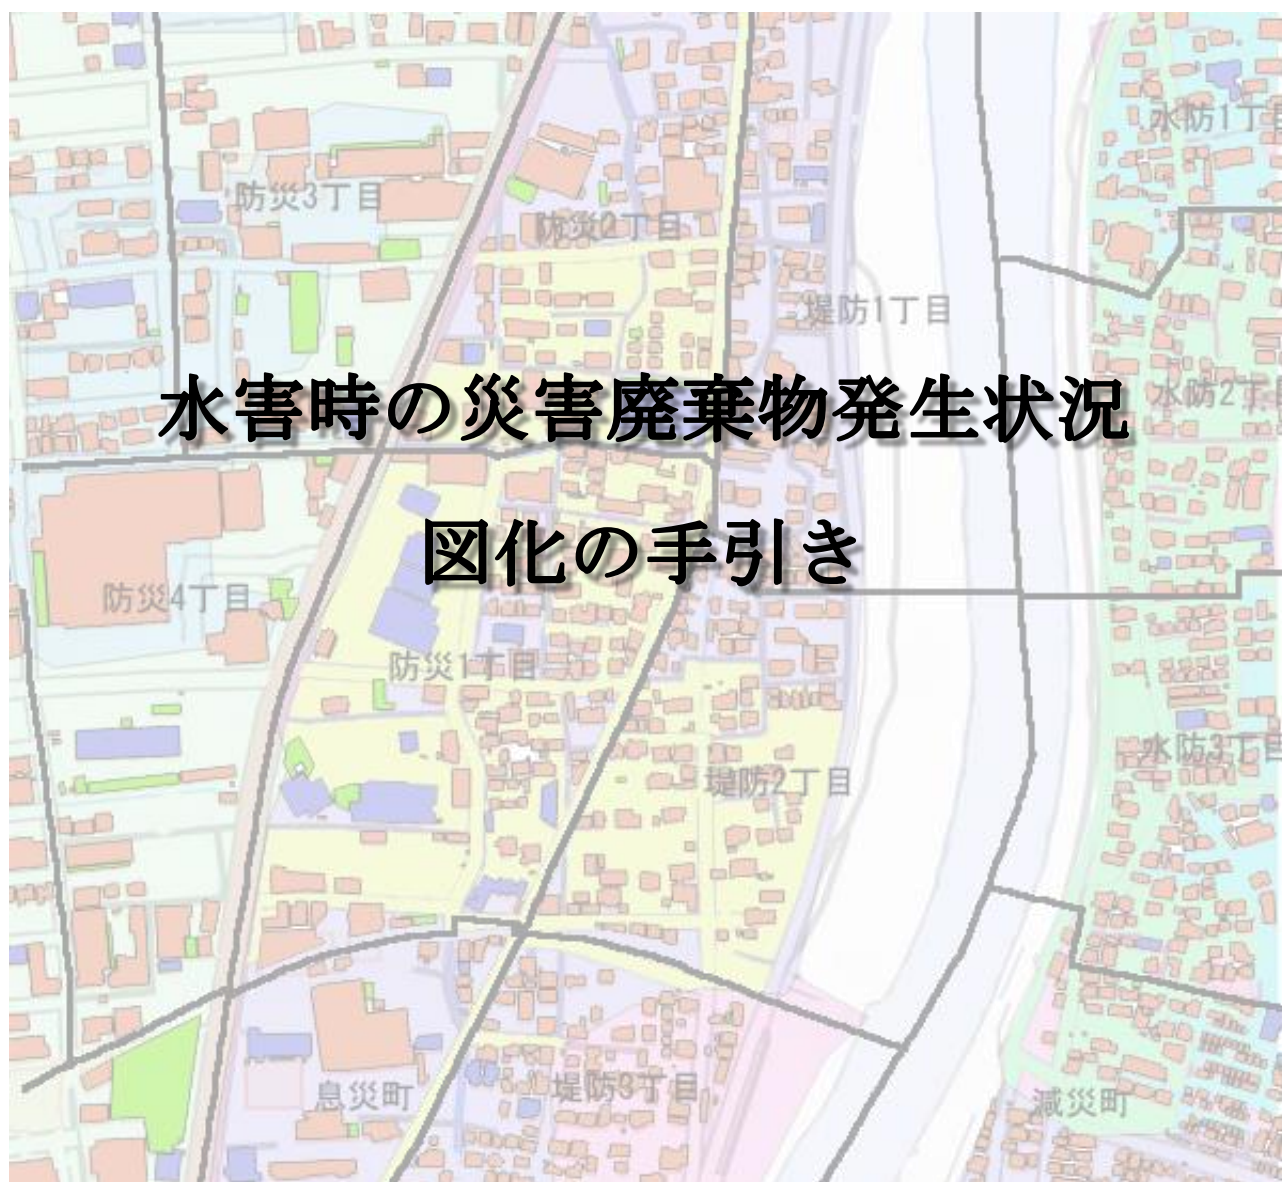 水防1丁目
防災3丁目
防災2丁目
堤防1丁目
水害時の災害廃棄物発生状況
水防2丁
図化の手引き
防災4丁目
防災1丁目
水防3丁目
堤防2丁目
息災町
堤防3丁目
減災町